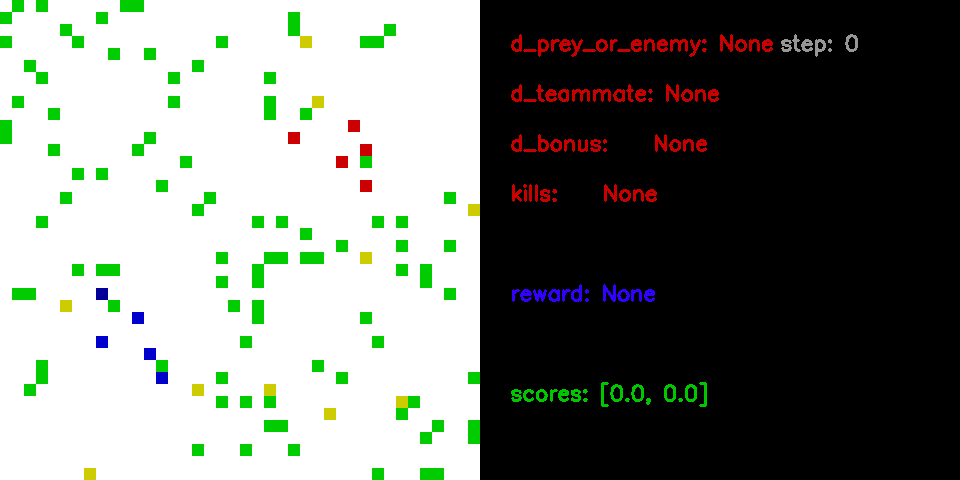 d_prey_or_enemy: None step: 0
d_teammate: None
d_bonus: None
kills: None
reward: None
scores: [0.0, 0.0]